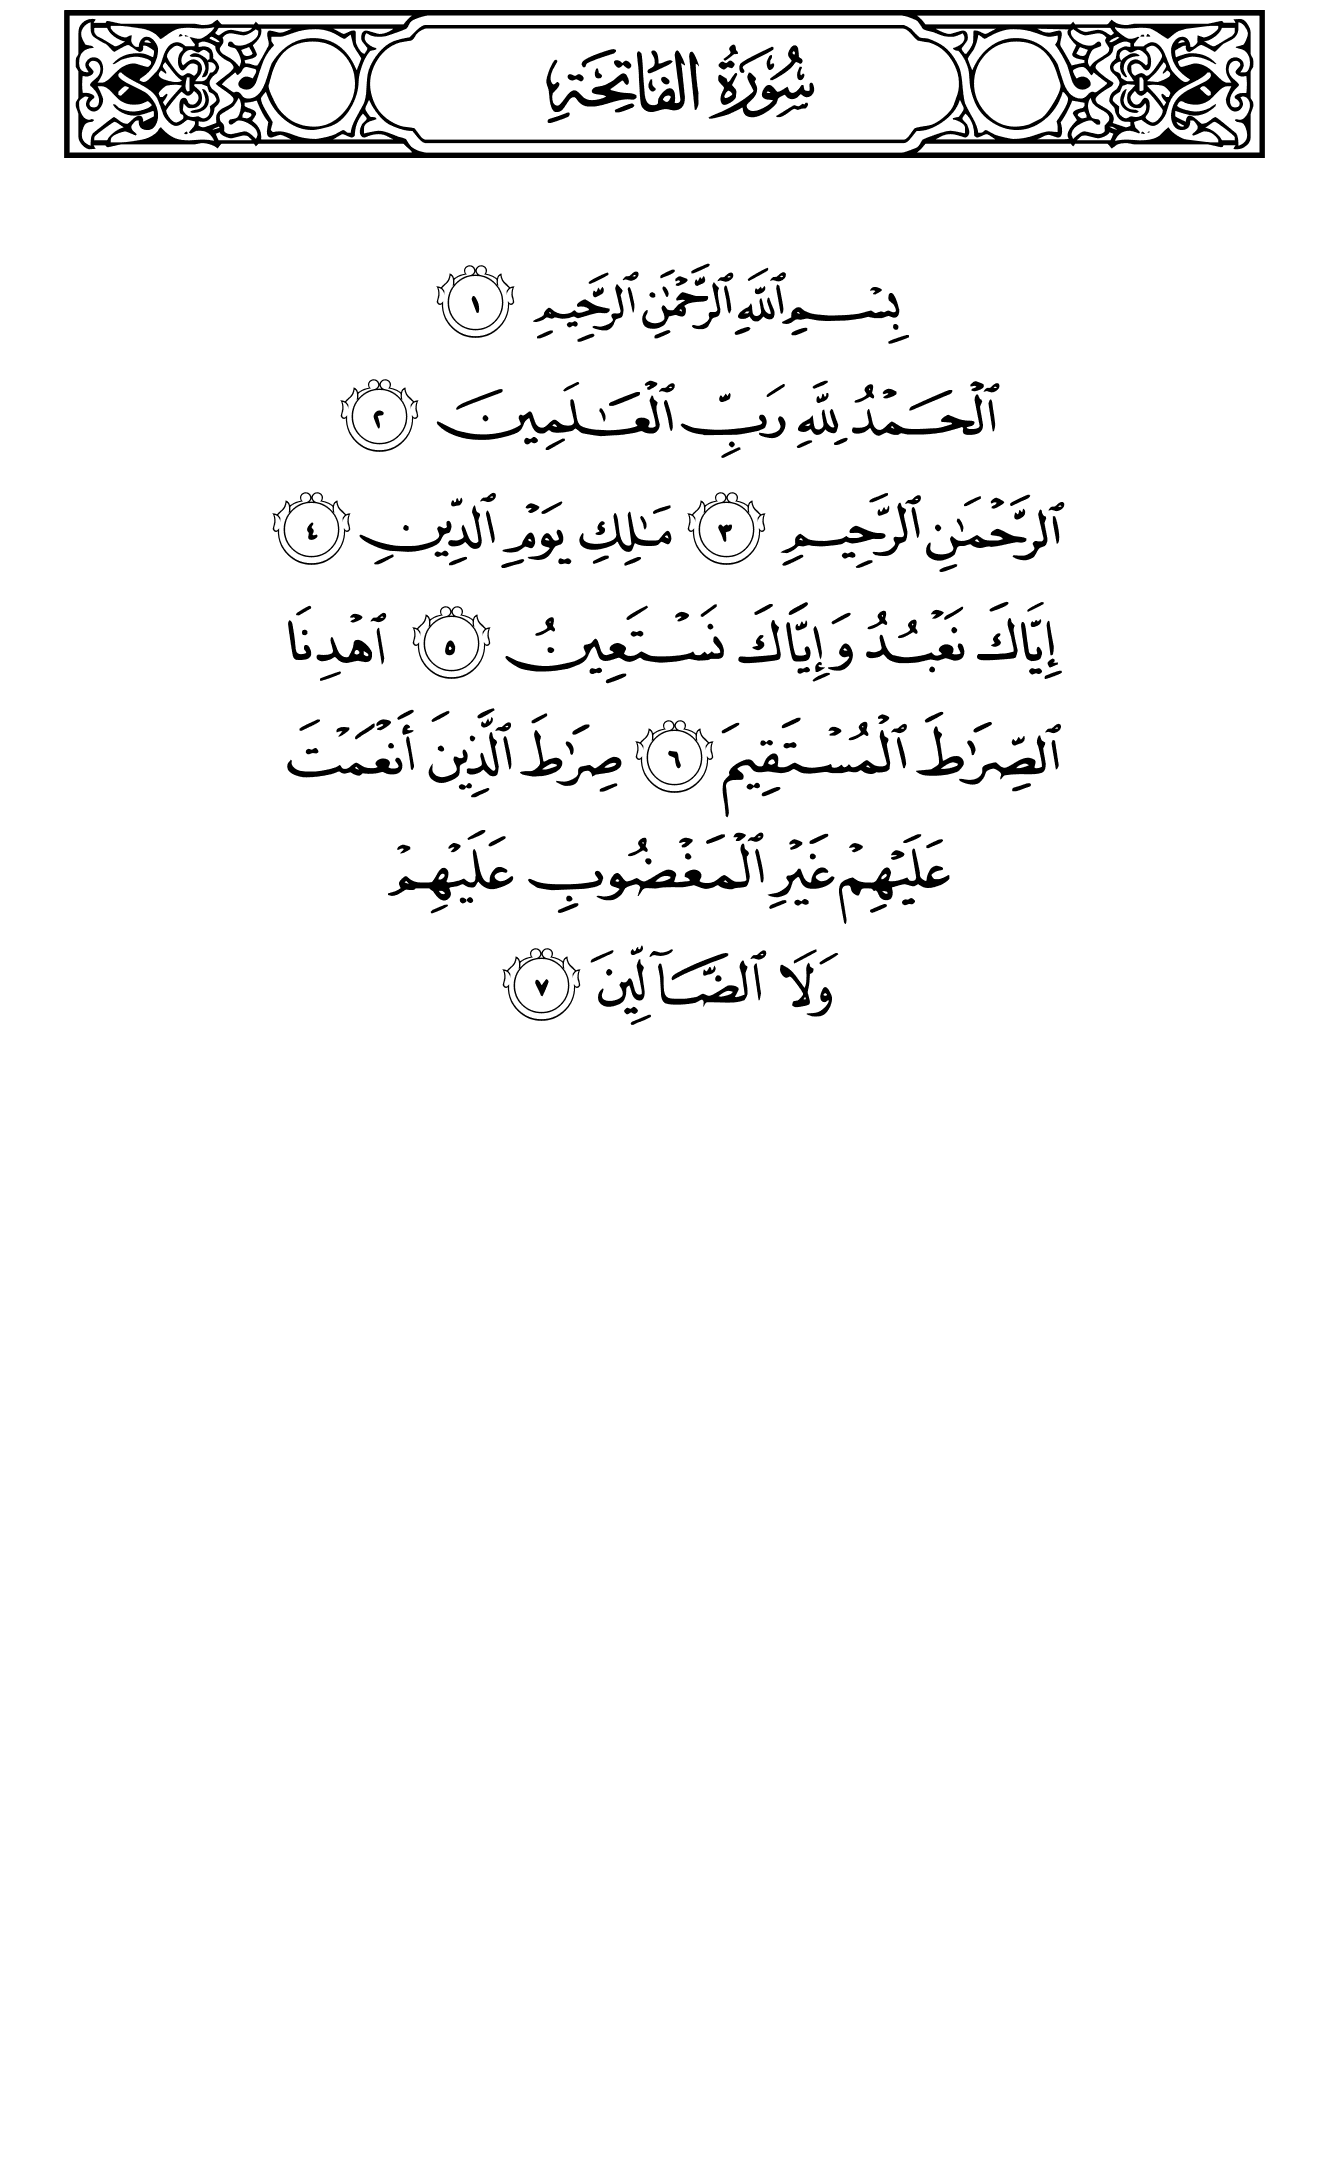 سُورَةُ الفَاتِحَةِ
بِسْمِ ٱللَّهِ ٱلرَّحْمَٰنِ ٱلرَّحِيمِ ١
ٱلْحَمْدُ لِلَّهِ رَبِّ ٱلْعَـٰلَمِينَ ٢
ٱلرَّحْمَـٰنِ ٱلرَّحِيمِ ٣ مَـٰلِكِ يَوْمِ ٱلدِّينِ ٤
إِيَّاكَ نَعْبُدُ وَإِيَّاكَ نَسْتَعِينُ ٥ ٱهْدِنَا
ٱلصِّرَٰطَ ٱلْمُسْتَقِيمَ ٦ صِرَٰطَ ٱلَّذِينَ أَنْعَمْتَ
عَلَيْهِمْ غَيْرِ ٱلْمَغْضُوبِ عَلَيْهِمْ
وَلَا ٱلضَّآلِّينَ ٧